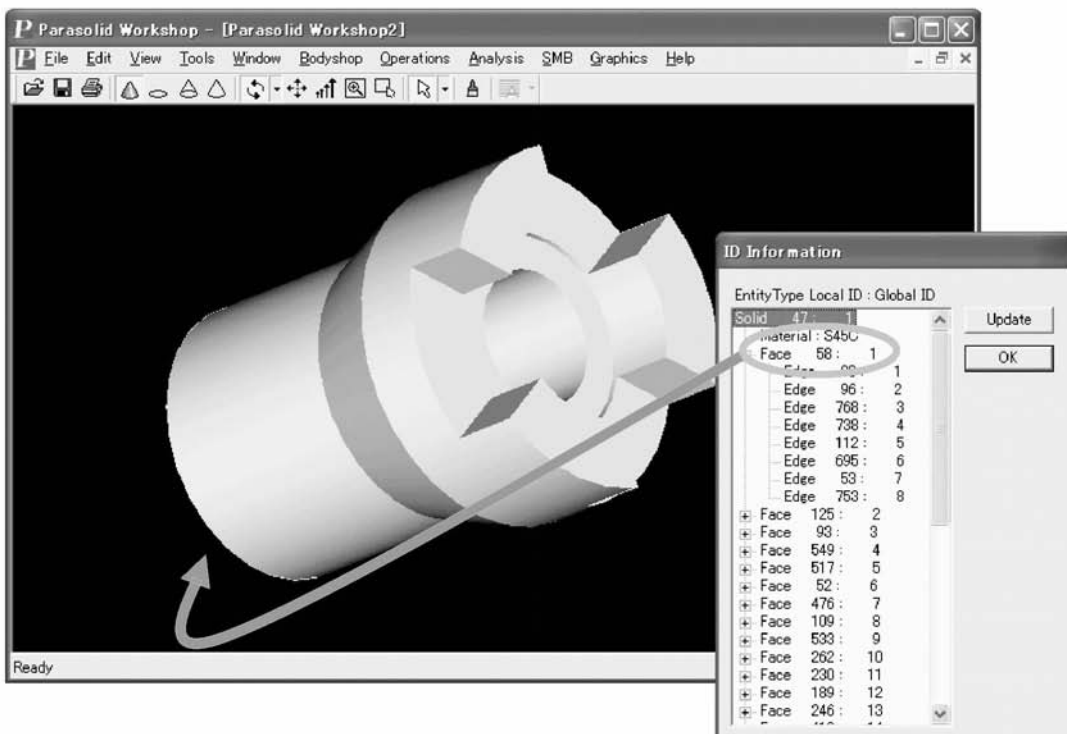 Parasolid Workshop - [Parasolid Workshop2]
File Edit View Tools Window Bodyshop Operations Analysis SMB Graphics Help
Ready
ID Information
EntityType Local ID : Global ID
Solid 47 : 1
Material : S45C
Face 58 : 1
Edge : 1
Edge 96 : 2
Edge 768 : 3
Edge 738 : 4
Edge 112 : 5
Edge 695 : 6
Edge 53 : 7
Edge 753 : 8
Face 125 : 2
Face 93 : 3
Face 549 : 4
Face 517 : 5
Face 52 : 6
Face 476 : 7
Face 109 : 8
Face 533 : 9
Face 262 : 10
Face 230 : 11
Face 189 : 12
Face 246 : 13
Update
OK